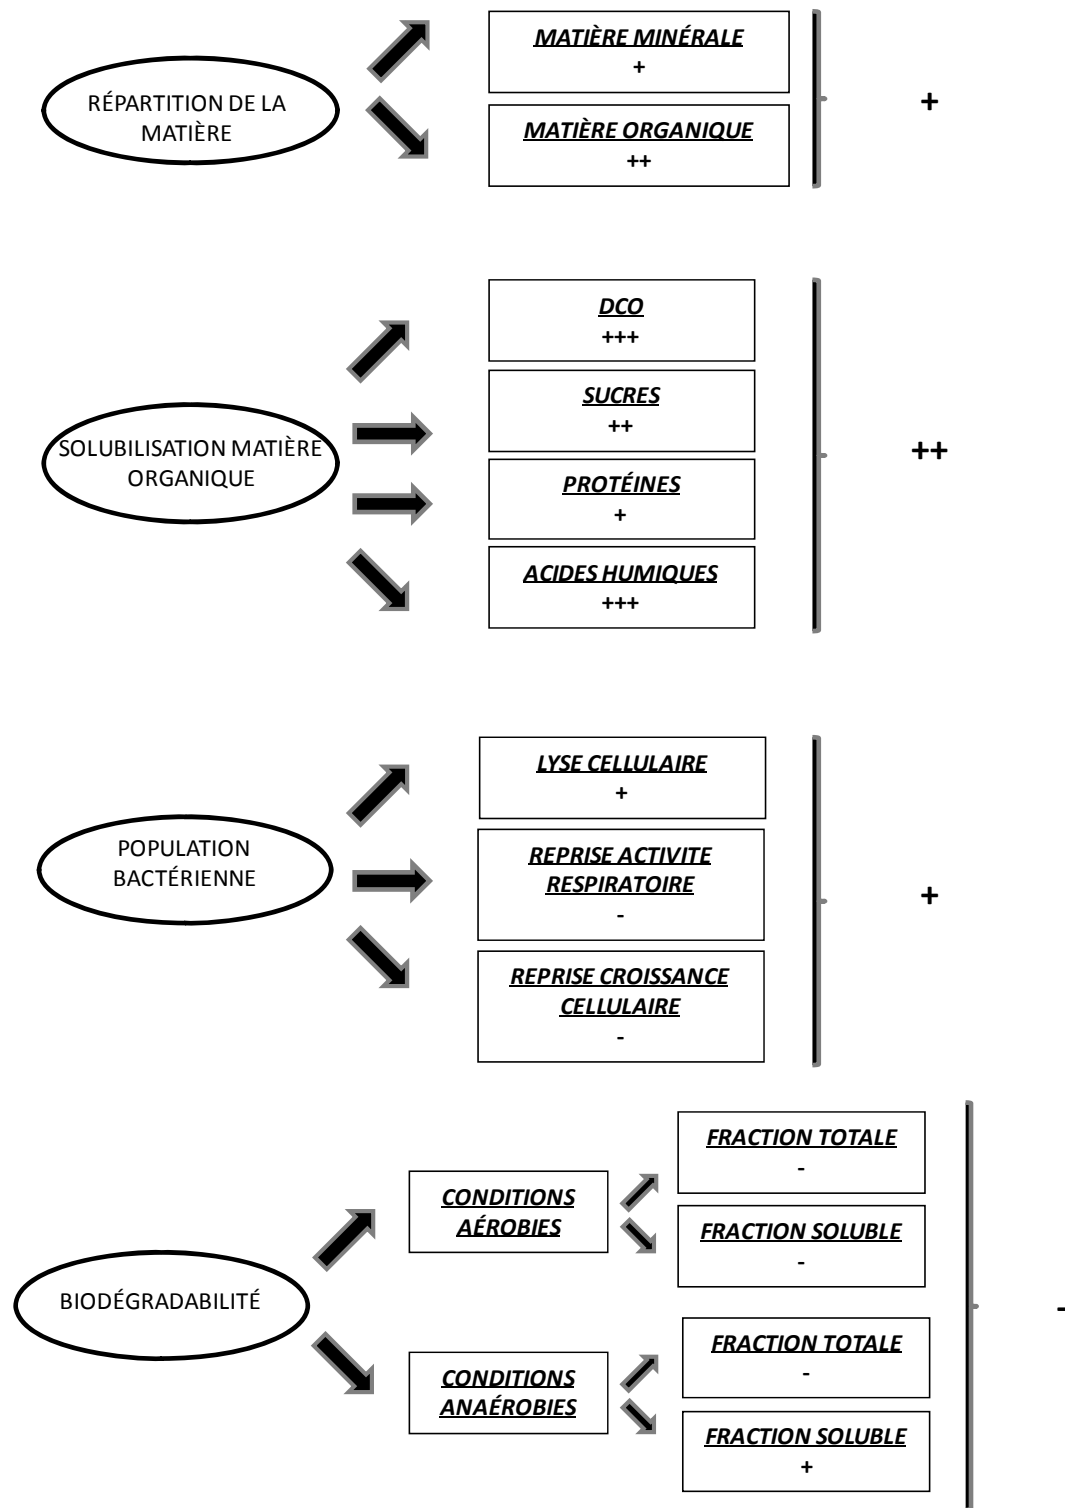 RÉPARTITION DE LA
MATIÈRE
MATIÈRE MINÉRALE
+
MATIÈRE ORGANIQUE
++
+
SOLUBILISATION MATIÈRE
ORGANIQUE
DCO
+++
SUCRES
++
PROTÉINES
+
ACIDES HUMIQUES
+++
++
POPULATION
BACTÉRIENNE
LYSE CELLULAIRE
+
REPRISE ACTIVITE
RESPIRATOIRE
-
REPRISE CROISSANCE
CELLULAIRE
-
+
BIODÉGRADABILITÉ
CONDITIONS
AÉROBIES
FRACTION TOTALE
-
FRACTION SOLUBLE
-
CONDITIONS
ANAÉROBIES
FRACTION TOTALE
-
FRACTION SOLUBLE
+
-